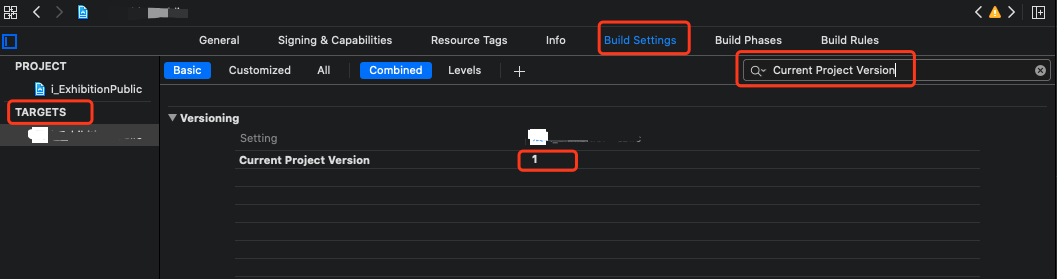 General Signing & Capabilities Resource Tags Info Build Settings Build Phases Build Rules
PROJECT
i_ExhibitionPublic
TARGETS
Basic Customized All Combined Levels + Current Project Version
Versioning
Setting
Current Project Version 1